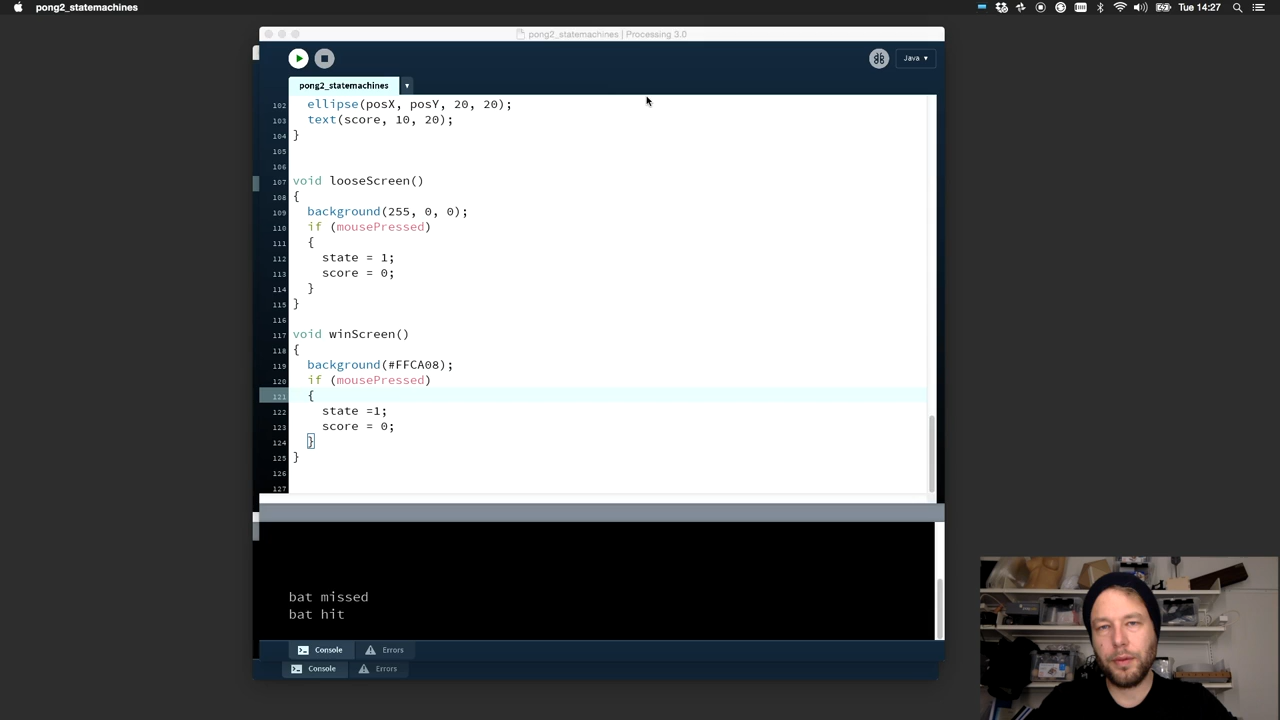 pong2_statemachines
Tue 14:27
pong2_statemachines | Processing 3.0
Java ▾
pong2_statemachines
102 ellipse(posX, posY, 20, 20);
103 text(score, 10, 20);
104 }
105
106
107 void looseScreen()
108 {
109 background(255, 0, 0);
110 if (mousePressed)
111 {
112 state = 1;
113 score = 0;
114 }
115 }
116
117 void winScreen()
118 {
119 background(#FFCA08);
120 if (mousePressed)
121 {
122 state =1;
123 score = 0;
124 }
125 }
126
127
bat missed
bat hit
Console Errors
Console Errors